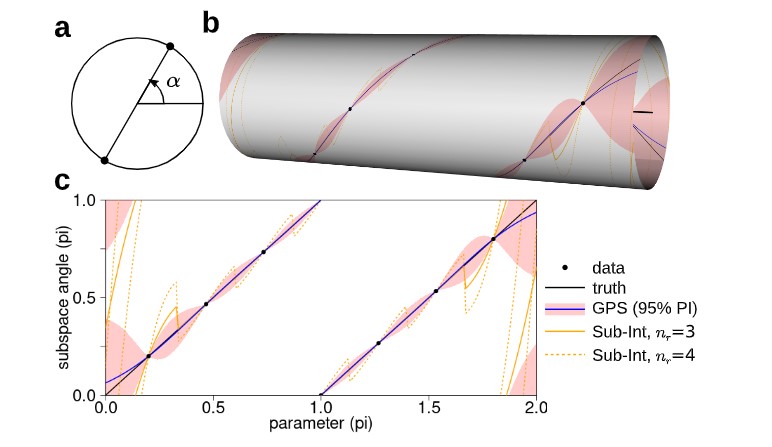 a
b
α
c
1.0
0.5
0.0
subspace angle (pi)
0.0 0.5 1.0 1.5 2.0
parameter (pi)
data
truth
GPS (95% PI)
Sub-Int, nᵣ=3
Sub-Int, nᵣ=4